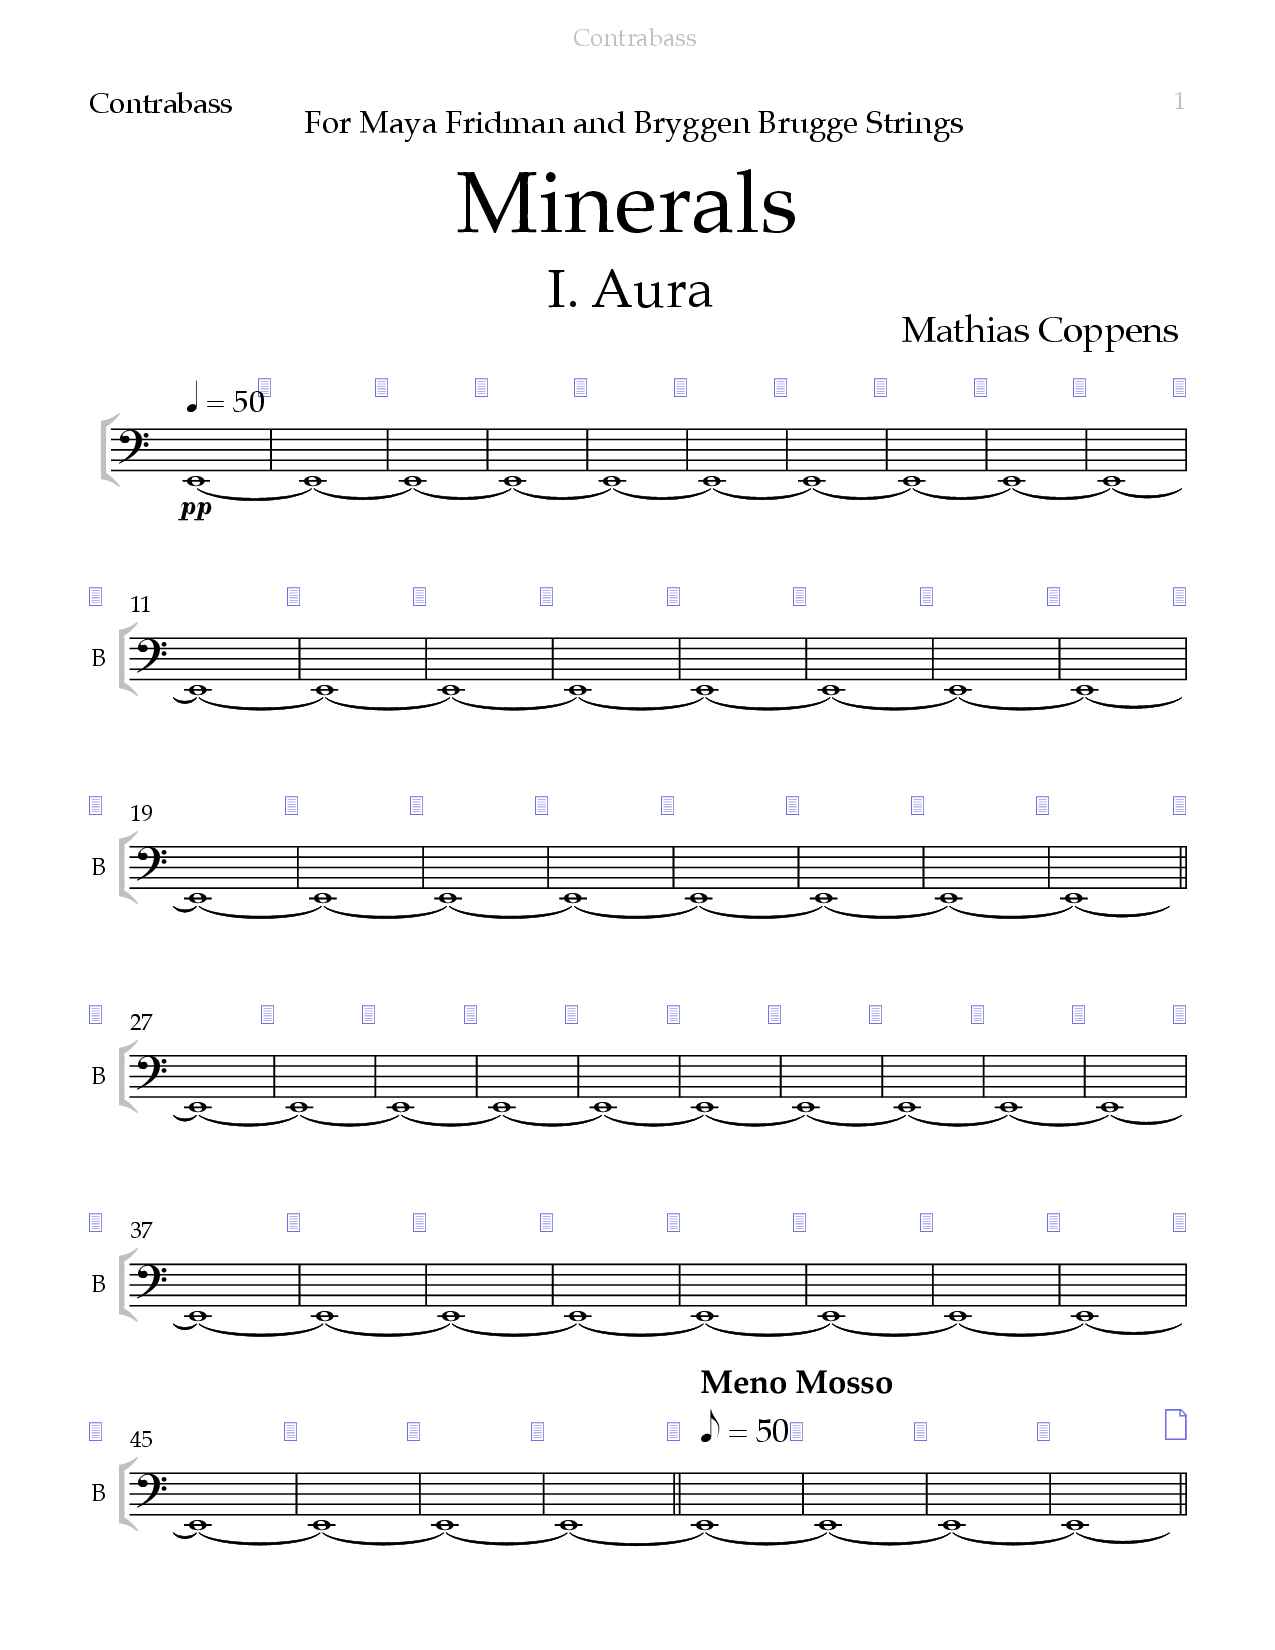 Contrabass
Contrabass
1
For Maya Fridman and Bryggen Brugge Strings
Minerals
I. Aura
Mathias Coppens
♩ = 50
pp
11
B
19
B
27
B
37
B
Meno Mosso
♪ = 50
45
B